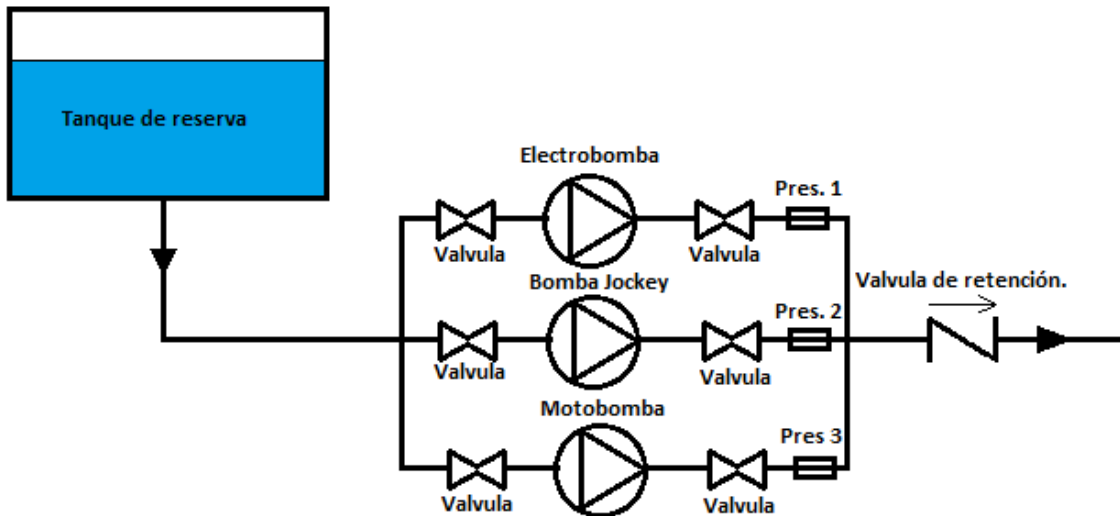 Tanque de reserva
Electrobomba
Pres. 1
Valvula
Valvula
Bomba Jockey
Valvula de retención.
Pres. 2
Valvula
Valvula
Motobomba
Pres 3
Valvula
Valvula